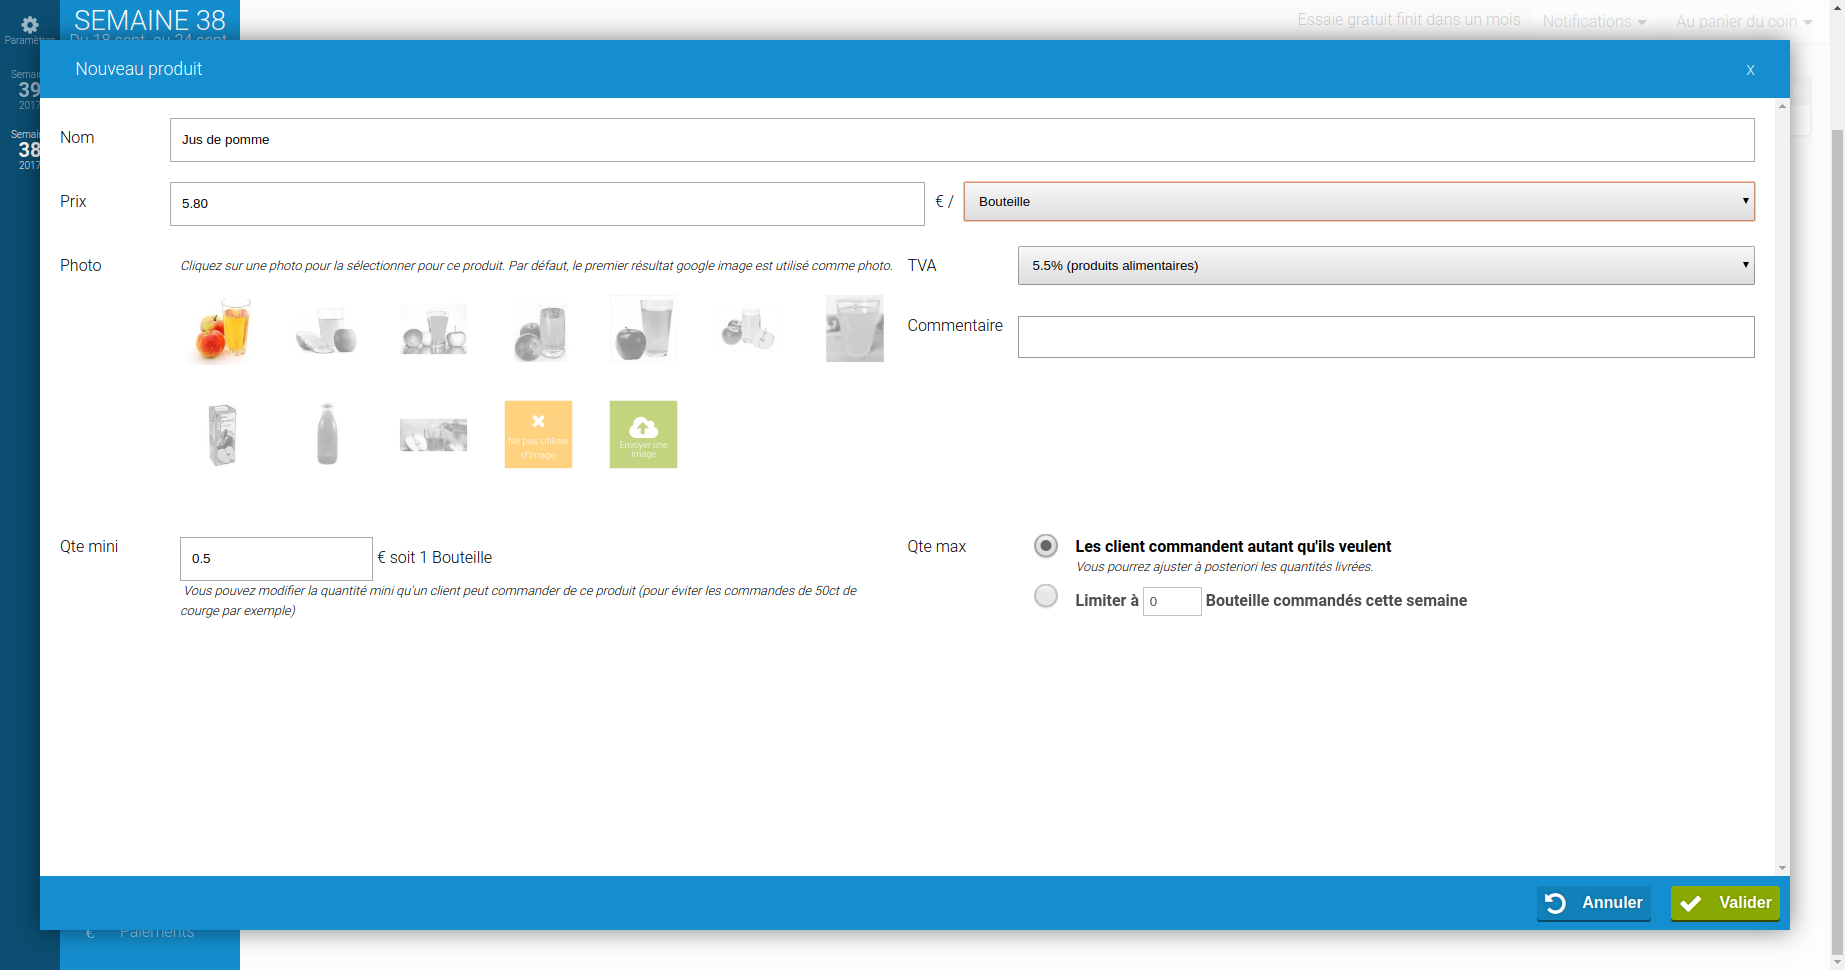 SEMAINE 38
Essaie gratuit finit dans un mois
Notifications
Au panier du coin
Du 18 sept. au 24 sept.
Nouveau produit
x
39
2017
38
2017
Nom
Jus de pomme
Prix
5.80
€ /
Bouteille
Photo
Cliquez sur une photo pour la sélectionner pour ce produit. Par défaut, le premier résultat google image est utilisé comme photo.
TVA
5.5% (produits alimentaires)
Commentaire
Ne pas utiliser
d'image
Envoyer une
image
Qte mini
0.5
€ soit 1 Bouteille
Vous pouvez modifier la quantité mini qu'un client peut commander de ce produit (pour éviter les commandes de 50ct de
courge par exemple)
Qte max
Les client commandent autant qu'ils veulent
Vous pourrez ajuster à posteriori les quantités livrées.
Limiter à 0 Bouteille commandés cette semaine
Annuler
Valider
€ Paiements